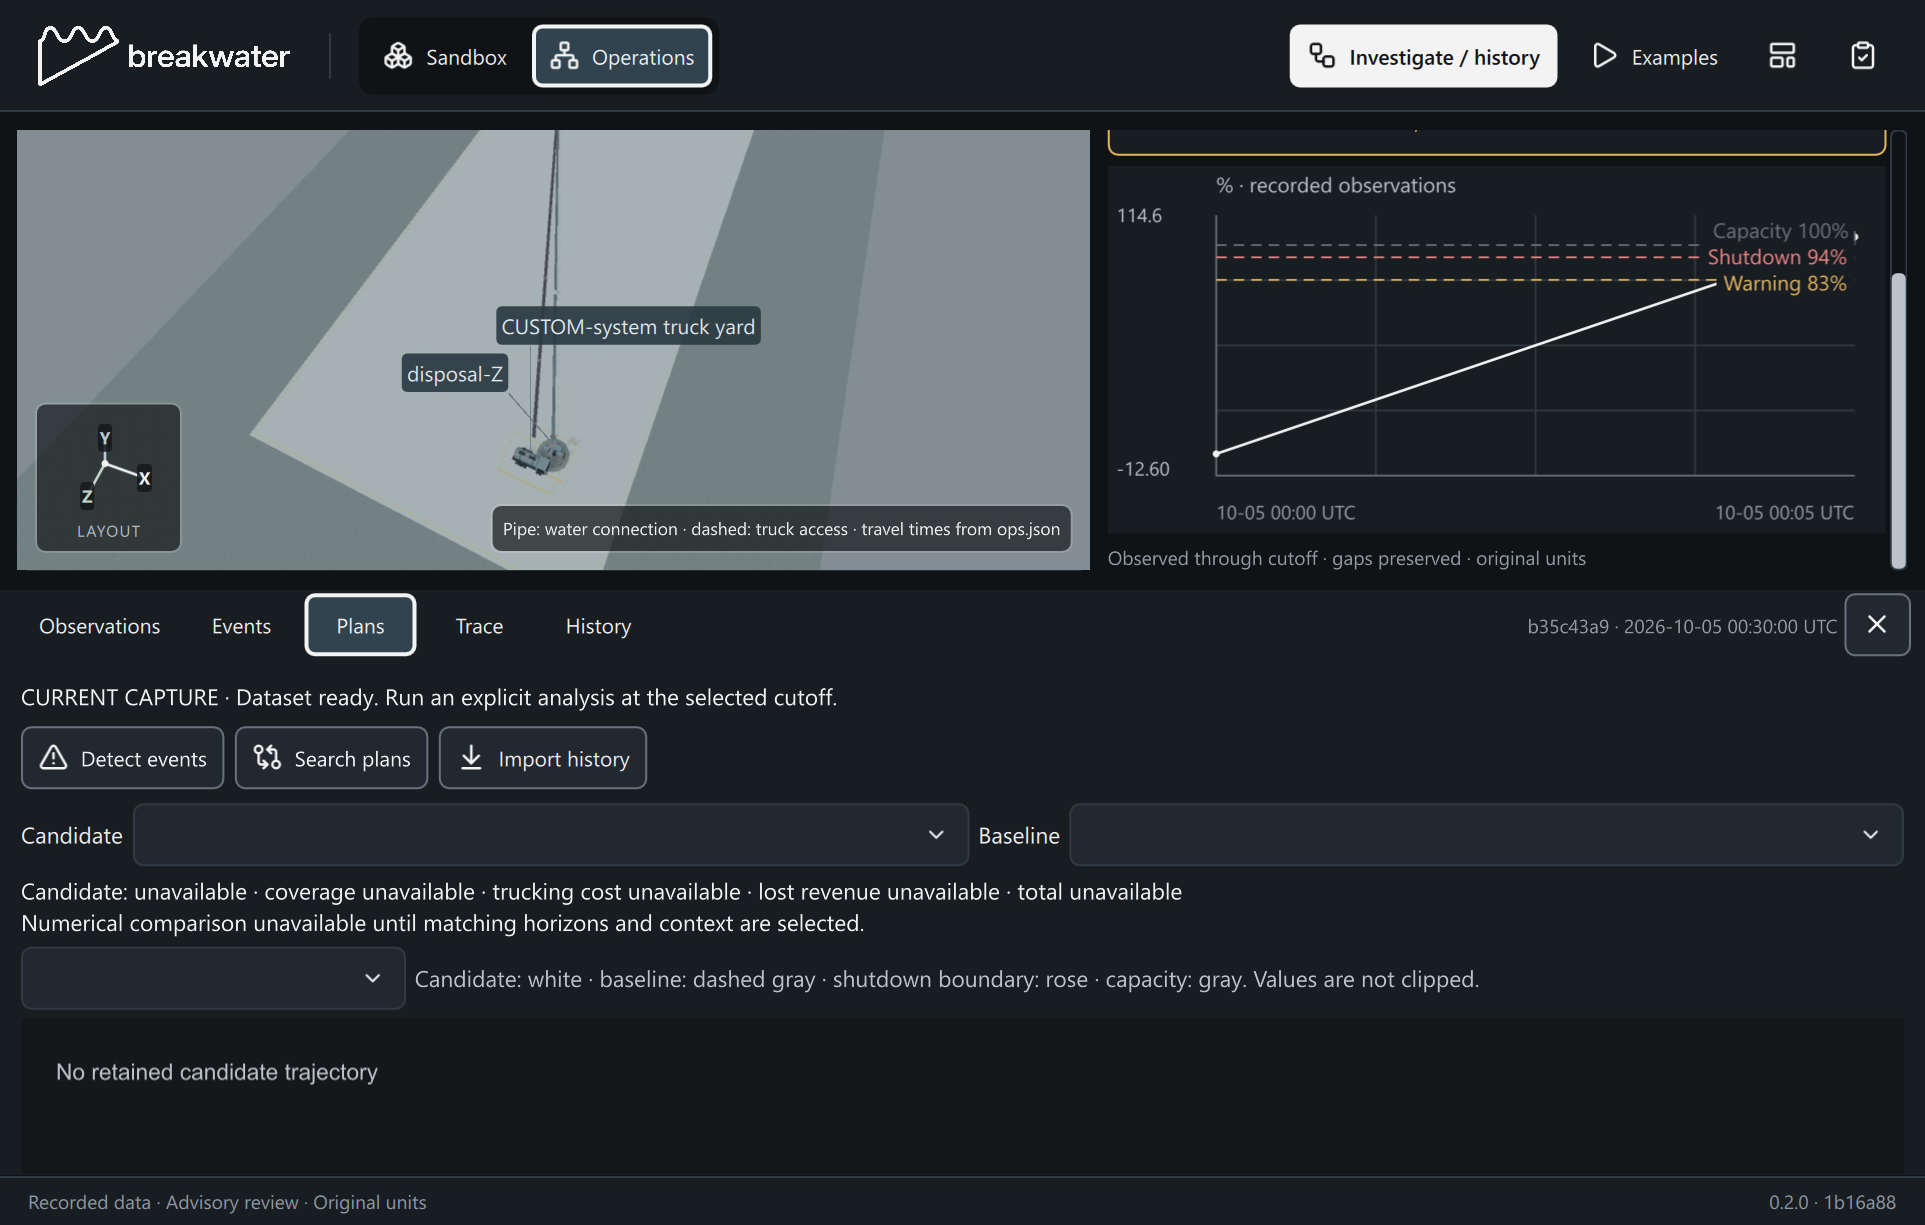 breakwater
Sandbox
Operations
Investigate / history
Examples
CUSTOM-system truck yard
disposal-Z
Y
X
Z
LAYOUT
Pipe: water connection · dashed: truck access · travel times from ops.json
% · recorded observations
114.6
Capacity 100%
Shutdown 94%
Warning 83%
-12.60
10-05 00:00 UTC
10-05 00:05 UTC
Observed through cutoff · gaps preserved · original units
Observations
Events
Plans
Trace
History
b35c43a9 · 2026-10-05 00:30:00 UTC
CURRENT CAPTURE · Dataset ready. Run an explicit analysis at the selected cutoff.
Detect events
Search plans
Import history
Candidate
Baseline
Candidate: unavailable · coverage unavailable · trucking cost unavailable · lost revenue unavailable · total unavailable
Numerical comparison unavailable until matching horizons and context are selected.
Candidate: white · baseline: dashed gray · shutdown boundary: rose · capacity: gray. Values are not clipped.
No retained candidate trajectory
Recorded data · Advisory review · Original units
0.2.0 · 1b16a88